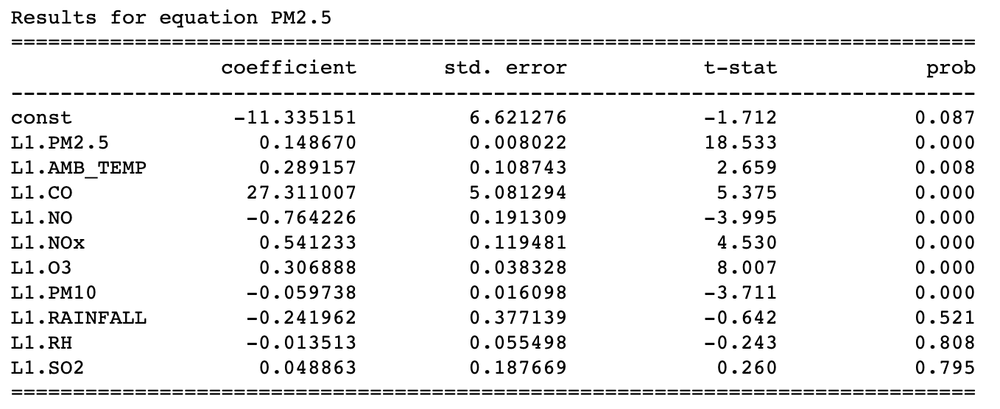 Results for equation PM2.5
==============================================================================
coefficient std. error t-stat prob
------------------------------------------------------------------------------
const -11.335151 6.621276 -1.712 0.087
L1.PM2.5 0.148670 0.008022 18.533 0.000
L1.AMB_TEMP 0.289157 0.108743 2.659 0.008
L1.CO 27.311007 5.081294 5.375 0.000
L1.NO -0.764226 0.191309 -3.995 0.000
L1.NOx 0.541233 0.119481 4.530 0.000
L1.O3 0.306888 0.038328 8.007 0.000
L1.PM10 -0.059738 0.016098 -3.711 0.000
L1.RAINFALL -0.241962 0.377139 -0.642 0.521
L1.RH -0.013513 0.055498 -0.243 0.808
L1.SO2 0.048863 0.187669 0.260 0.795
==============================================================================